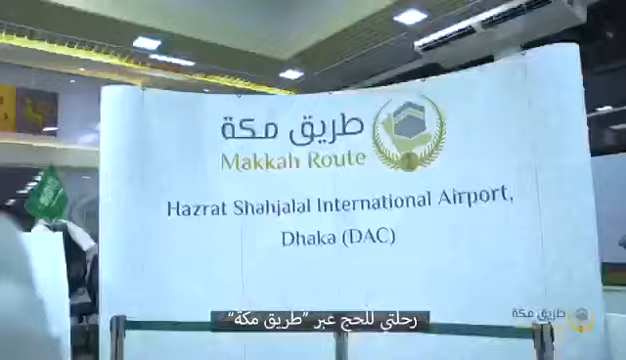 طريق مكة
Makkah Route
Hazrat Shahjalal International Airport,
Dhaka (DAC)
رحلتي للحج عبر "طريق مكة"
طريق مكة